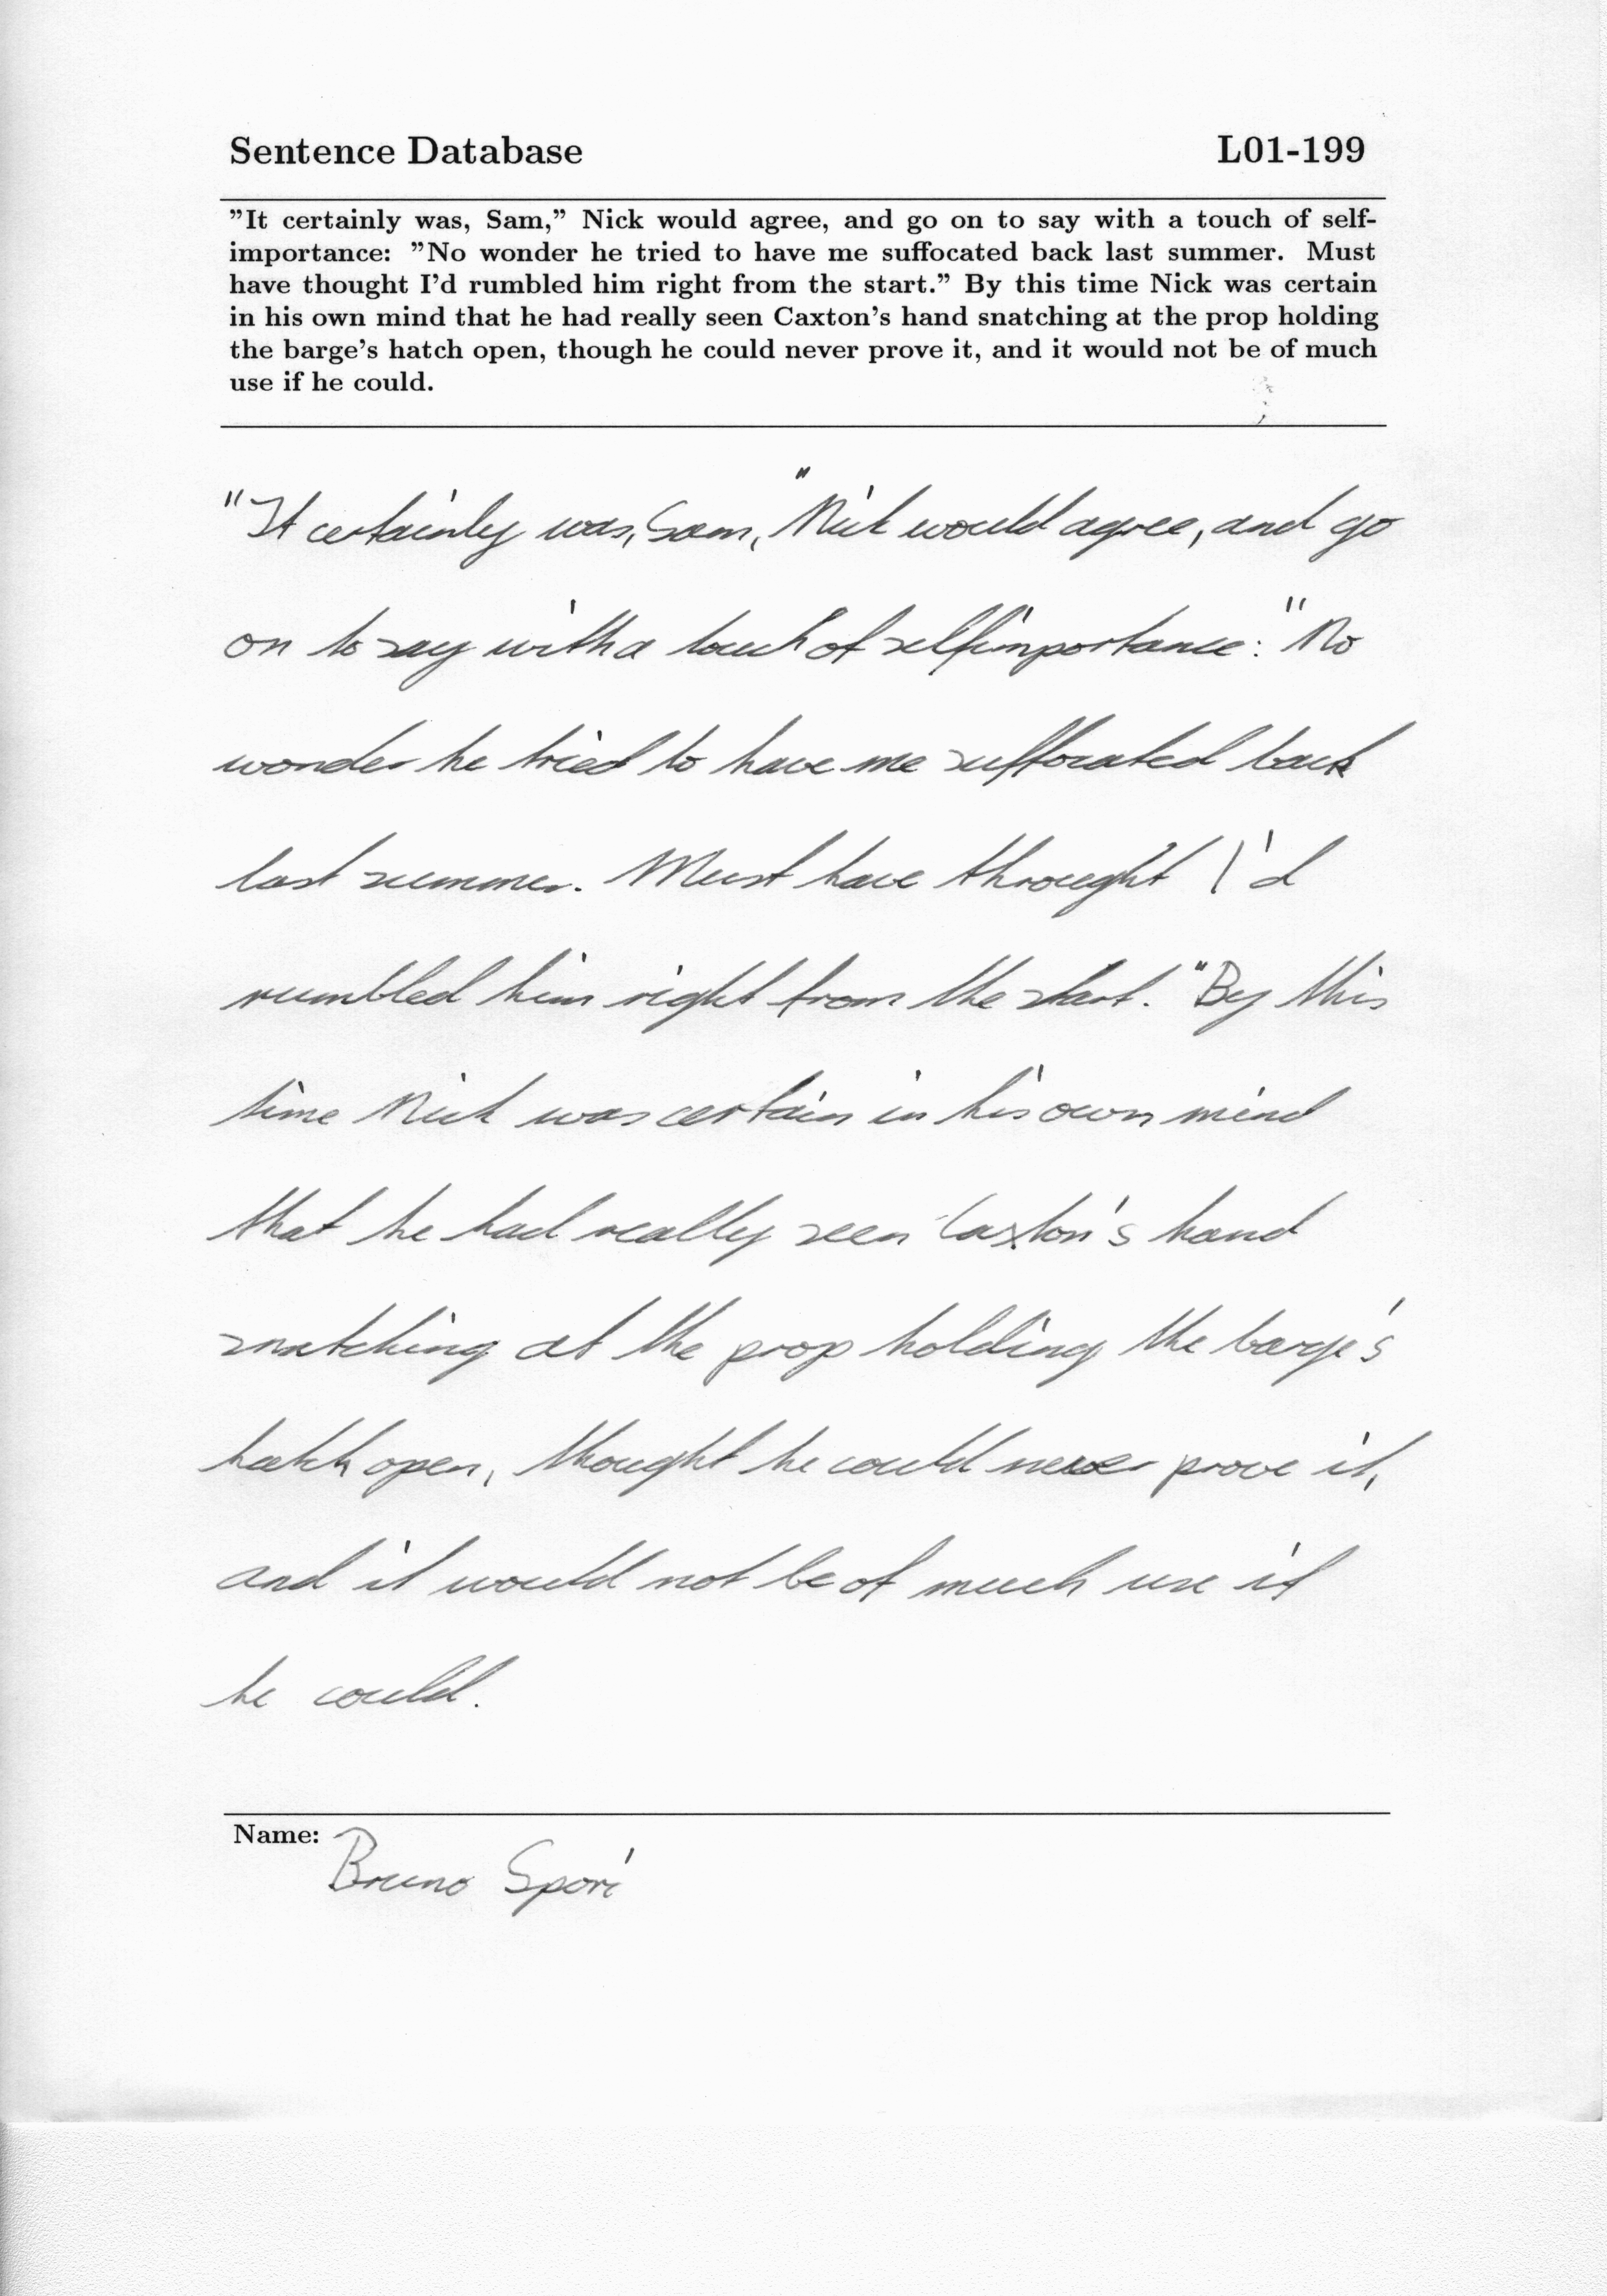 Sentence Database L01-199
"It certainly was, Sam," Nick would agree, and go on to say with a touch of self-
importance: "No wonder he tried to have me suffocated back last summer. Must
have thought I'd rumbled him right from the start." By this time Nick was certain
in his own mind that he had really seen Caxton's hand snatching at the prop holding
the barge's hatch open, though he could never prove it, and it would not be of much
use if he could.
"It certainly was, Sam," Nick would agree, and go
on to say with a touch of selfimportance: "No
wonder he tried to have me suffocated back
last summer. Must have throught I'd
rumbled him right from the start." By this
time Nick was certain in his own mind
that he had really seen Caxton's hand
snatching at the prop holding the barge's
hatch open, thought he could never prove it,
and it would not be of much use if
he could.
Name:
Bruno Spori